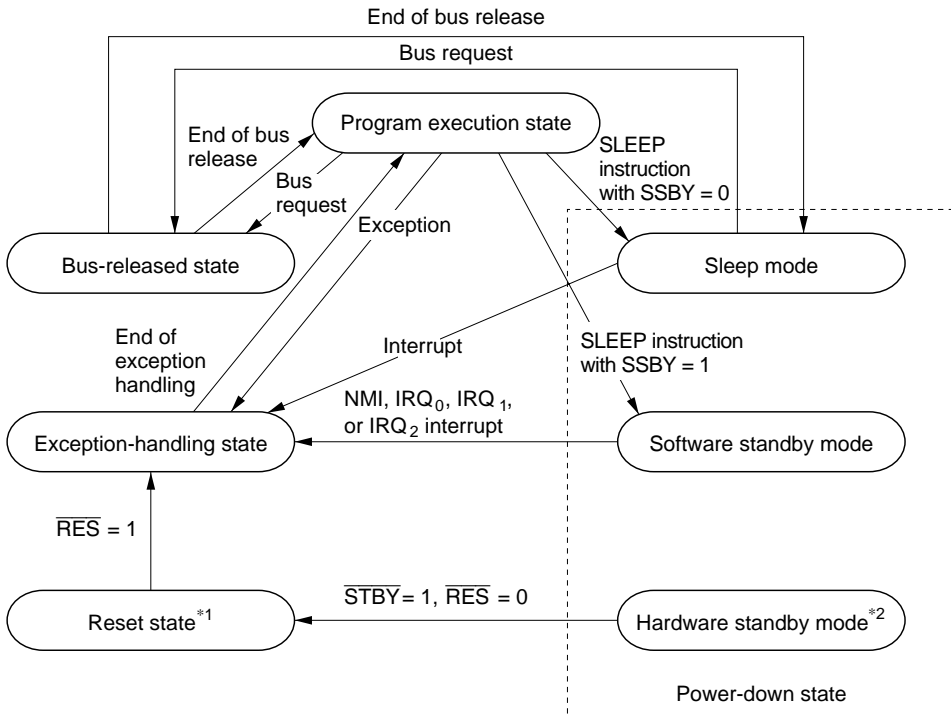 End of bus release
Bus request
Program execution state
End of bus
release
SLEEP
instruction
with SSBY = 0
Bus
request
Exception
Bus-released state
Sleep mode
End of
exception
handling
Interrupt
SLEEP instruction
with SSBY = 1
NMI, IRQ₀, IRQ₁,
or IRQ₂ interrupt
Exception-handling state
Software standby mode
R̅E̅S̅ = 1
S̅T̅B̅Y̅ = 1, R̅E̅S̅ = 0
Reset state*1
Hardware standby mode*2
Power-down state